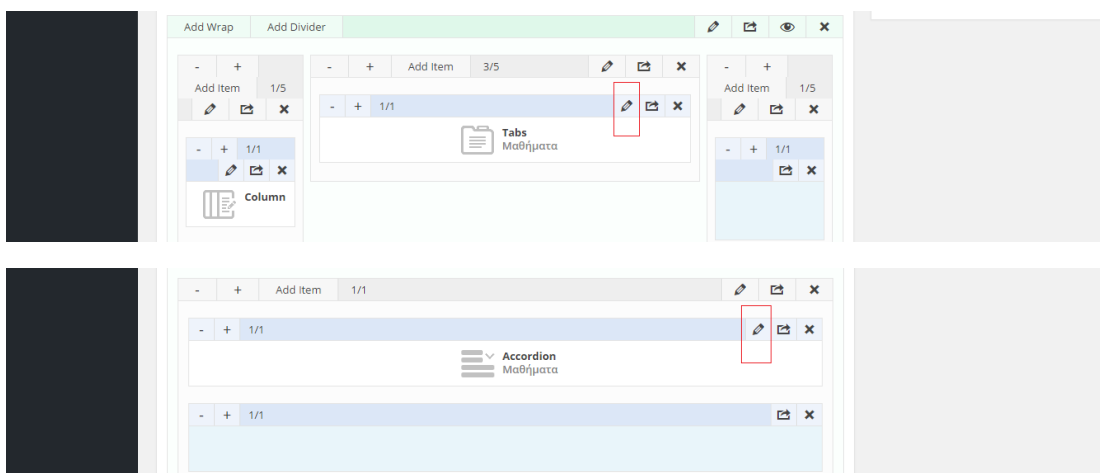 Add Wrap Add Divider
- + - + Add Item 3/5 - +
Add Item 1/5 Add Item 1/5
- + 1/1
- + 1/1 Tabs - + 1/1
Μαθήματα
Column
- + Add Item 1/1
- + 1/1
Accordion
Μαθήματα
- + 1/1